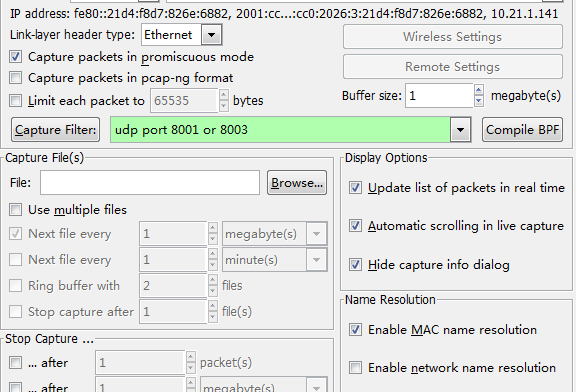 IP address: fe80::21d4:f8d7:826e:6882, 2001:cc...:cc0:2026:3:21d4:f8d7:826e:6882, 10.21.1.141
Link-layer header type: Ethernet
Wireless Settings
Capture packets in promiscuous mode
Remote Settings
Capture packets in pcap-ng format
Limit each packet to 65535 bytes
Buffer size: 1 megabyte(s)
Capture Filter: udp port 8001 or 8003 Compile BPF
Capture File(s)
File: Browse...
Use multiple files
Next file every 1 megabyte(s)
Next file every 1 minute(s)
Ring buffer with 2 files
Stop capture after 1 file(s)
Stop Capture ...
... after 1 packet(s)
... after 1 megabyte(s)
Display Options
Update list of packets in real time
Automatic scrolling in live capture
Hide capture info dialog
Name Resolution
Enable MAC name resolution
Enable network name resolution